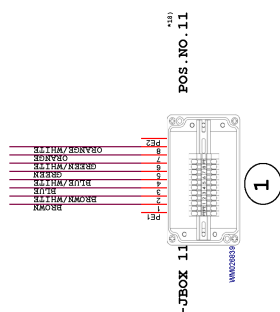 *18)
POS.NO.11
PE2
8 ORANGE/WHITE
7 ORANGE
6 GREEN/WHITE
5 GREEN
4 BLUE/WHITE
3 BLUE
2 BROWN/WHITE
1 BROWN
PE1
1
-JBOX 11
WM026839